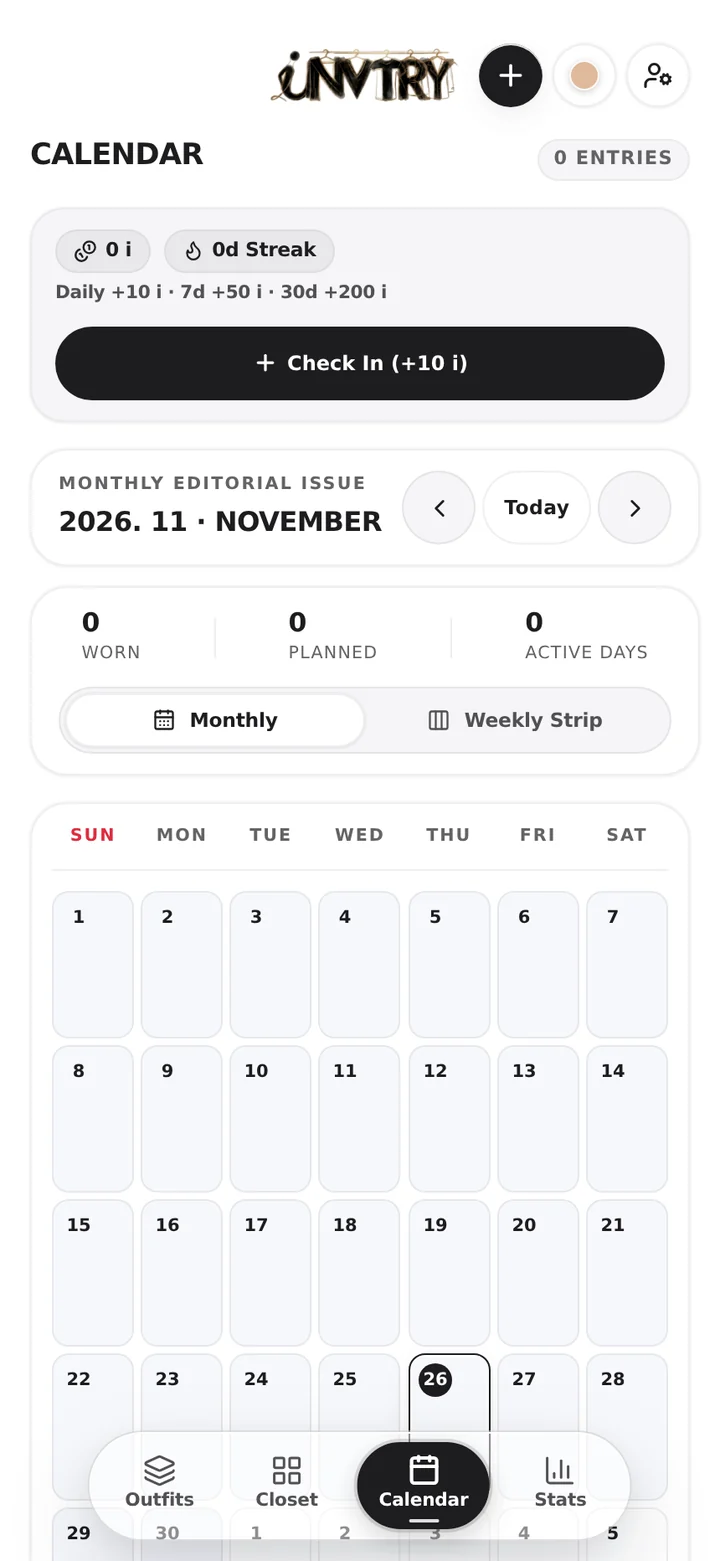 iNVTRY
CALENDAR
0 ENTRIES
0 i
0d Streak
Daily +10 i · 7d +50 i · 30d +200 i
Check In (+10 i)
MONTHLY EDITORIAL ISSUE
2026. 11 · NOVEMBER
Today
0 0 0
WORN PLANNED ACTIVE DAYS
Monthly Weekly Strip
SUN MON TUE WED THU FRI SAT
1 2 3 4 5 6 7
8 9 10 11 12 13 14
15 16 17 18 19 20 21
22 23 24 25 26 27 28
Outfits Closet Calendar Stats
29 30 1 2 3 4 5